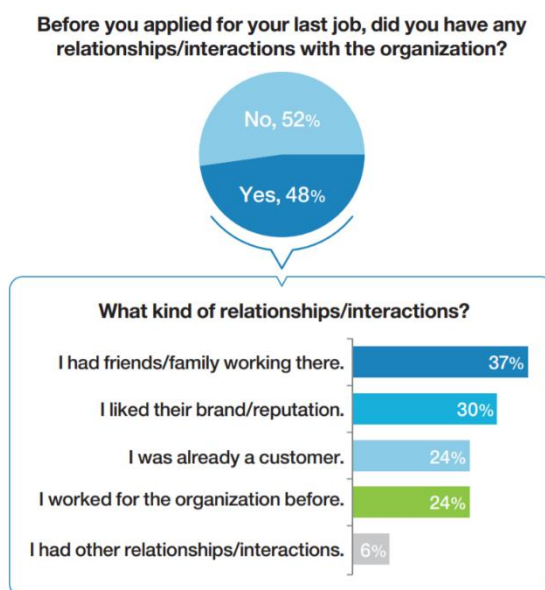 Before you applied for your last job, did you have any
relationships/interactions with the organization?
No, 52%
Yes, 48%
What kind of relationships/interactions?
I had friends/family working there. 37%
I liked their brand/reputation. 30%
I was already a customer. 24%
I worked for the organization before. 24%
I had other relationships/interactions. 6%